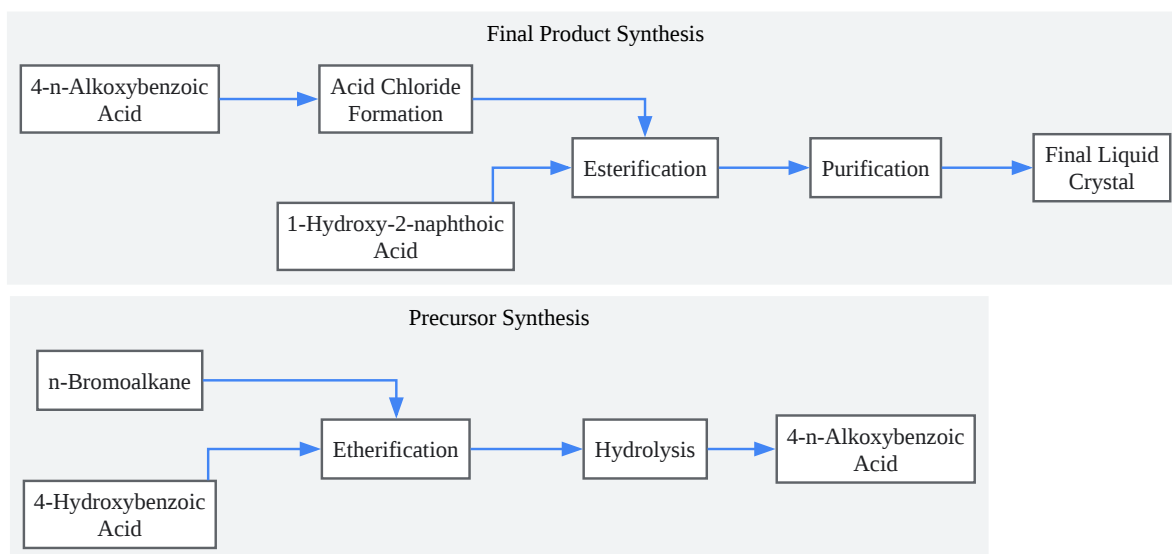 Final Product Synthesis
4-n-Alkoxybenzoic
Acid
Acid Chloride
Formation
Esterification
Purification
Final Liquid
Crystal
1-Hydroxy-2-naphthoic
Acid
Precursor Synthesis
n-Bromoalkane
Etherification
Hydrolysis
4-n-Alkoxybenzoic
Acid
4-Hydroxybenzoic
Acid